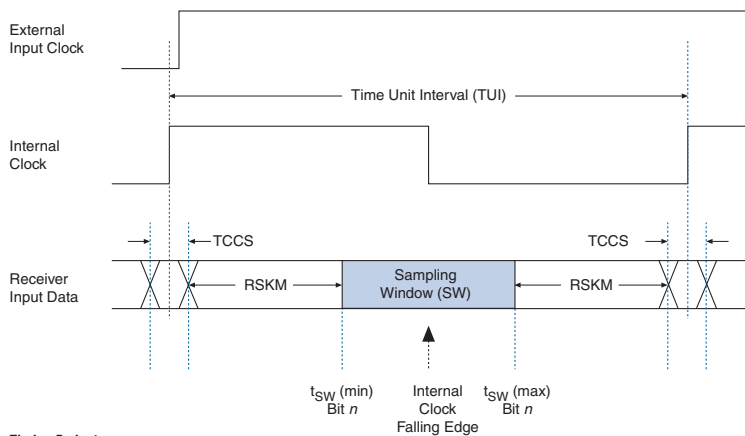 External
Input Clock
Time Unit Interval (TUI)
Internal
Clock
TCCS
TCCS
Receiver
Input Data
RSKM
Sampling
Window (SW)
RSKM
tSW (min)
Bit n
Internal
Clock
Falling Edge
tSW (max)
Bit n